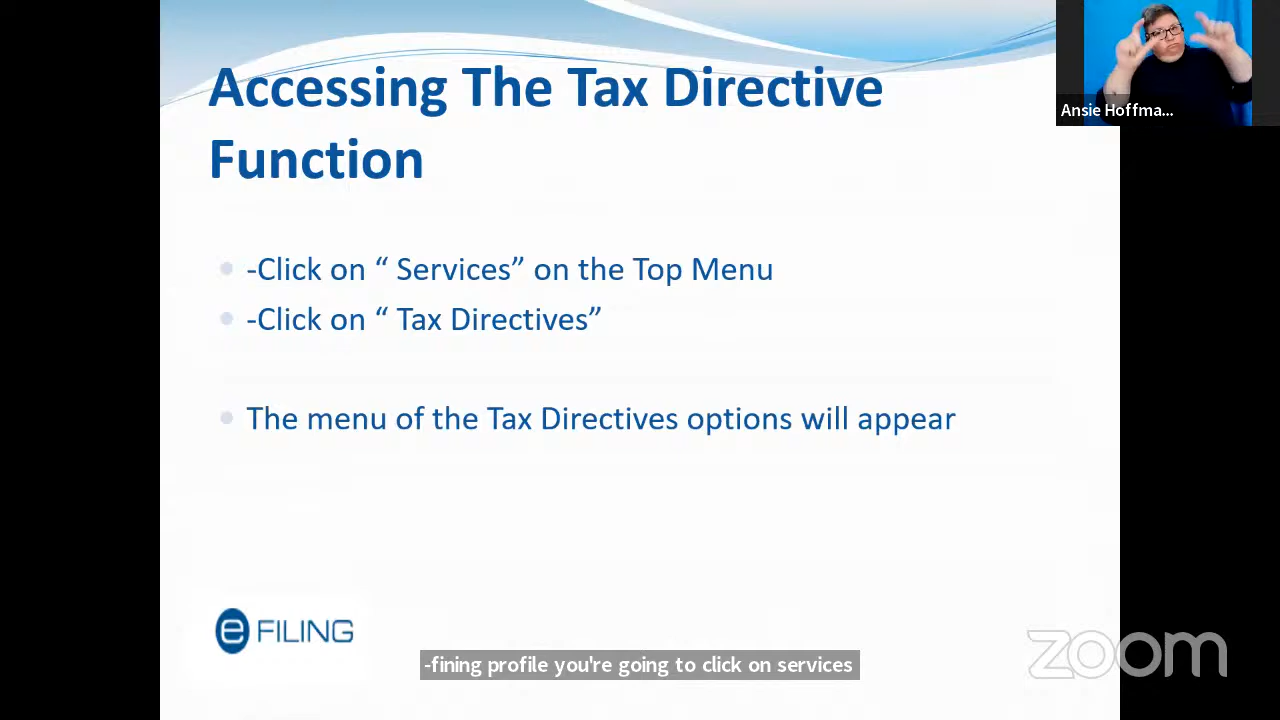 Accessing The Tax Directive
Function
Ansie Hoffma...
-Click on “ Services” on the Top Menu
-Click on “ Tax Directives”
The menu of the Tax Directives options will appear
e FILING
-fining profile you're going to click on services
zoom